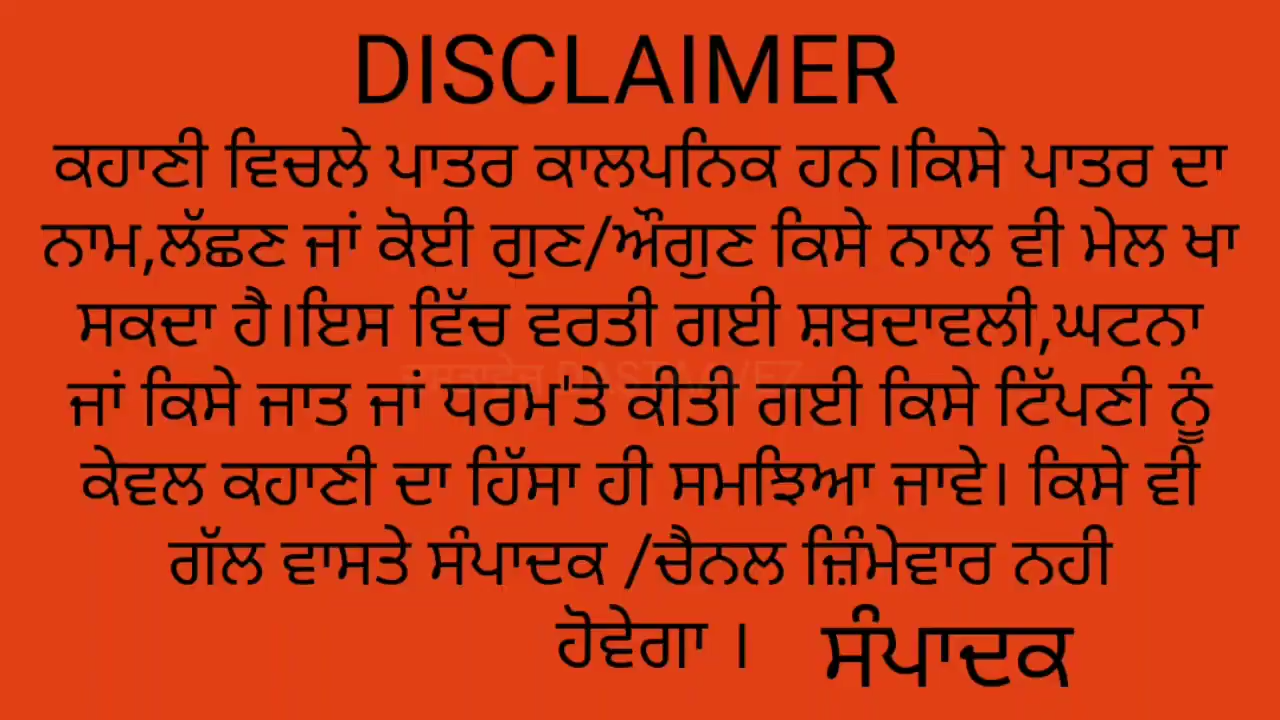 DISCLAIMER
ਕਹਾਣੀ ਵਿਚਲੇ ਪਾਤਰ ਕਾਲਪਨਿਕ ਹਨ।ਕਿਸੇ ਪਾਤਰ ਦਾ
ਨਾਮ,ਲੱਛਣ ਜਾਂ ਕੋਈ ਗੁਣ/ਔਗੁਣ ਕਿਸੇ ਨਾਲ ਵੀ ਮੇਲ ਖਾ
ਸਕਦਾ ਹੈ।ਇਸ ਵਿੱਚ ਵਰਤੀ ਗਈ ਸ਼ਬਦਾਵਲੀ,ਘਟਨਾ
ਜਾਂ ਕਿਸੇ ਜਾਤ ਜਾਂ ਧਰਮ'ਤੇ ਕੀਤੀ ਗਈ ਕਿਸੇ ਟਿੱਪਣੀ ਨੂੰ
ਕੇਵਲ ਕਹਾਣੀ ਦਾ ਹਿੱਸਾ ਹੀ ਸਮਝਿਆ ਜਾਵੇ। ਕਿਸੇ ਵੀ
ਗੱਲ ਵਾਸਤੇ ਸੰਪਾਦਕ /ਚੈਨਲ ਜ਼ਿੰਮੇਵਾਰ ਨਹੀ
ਹੋਵੇਗਾ । ਸੰਪਾਦਕ